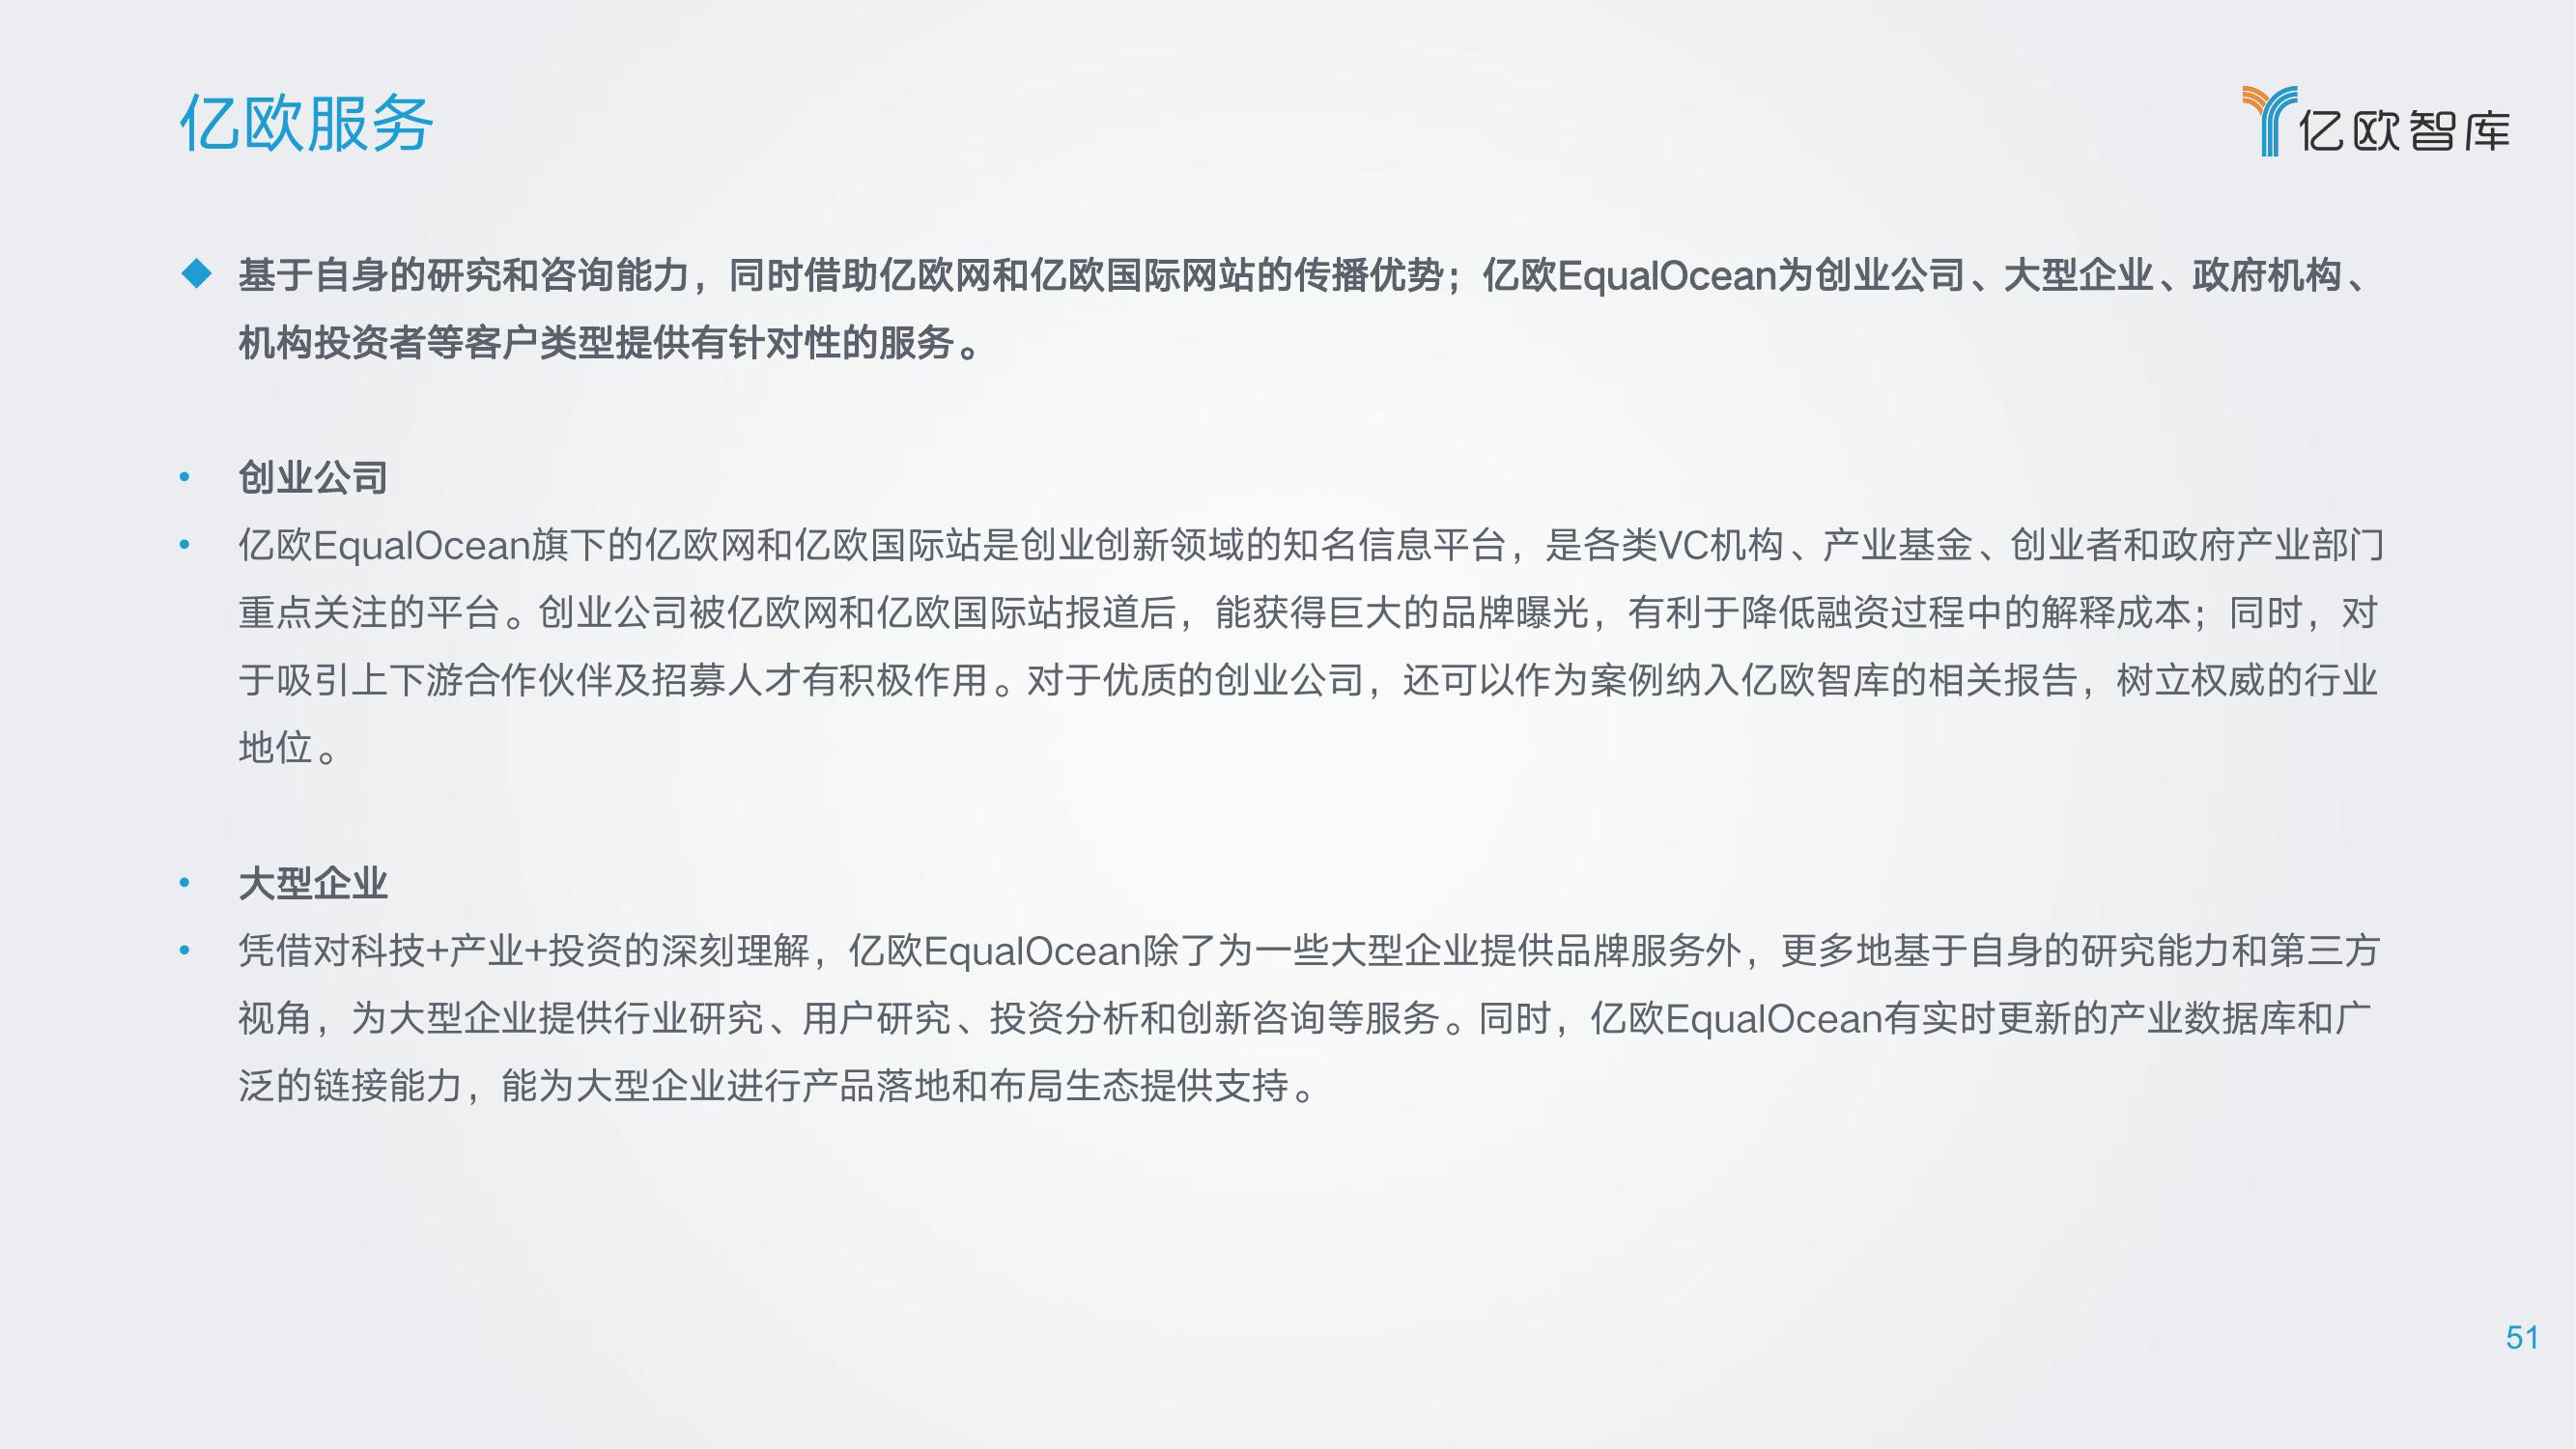 亿欧服务
亿欧智库
◆ 基于自身的研究和咨询能力，同时借助亿欧网和亿欧国际网站的传播优势；亿欧EqualOcean为创业公司、大型企业、政府机构、
机构投资者等客户类型提供有针对性的服务。
• 创业公司
• 亿欧EqualOcean旗下的亿欧网和亿欧国际站是创业创新领域的知名信息平台，是各类VC机构、产业基金、创业者和政府产业部门
重点关注的平台。创业公司被亿欧网和亿欧国际站报道后，能获得巨大的品牌曝光，有利于降低融资过程中的解释成本；同时，对
于吸引上下游合作伙伴及招募人才有积极作用。对于优质的创业公司，还可以作为案例纳入亿欧智库的相关报告，树立权威的行业
地位。
• 大型企业
• 凭借对科技+产业+投资的深刻理解，亿欧EqualOcean除了为一些大型企业提供品牌服务外，更多地基于自身的研究能力和第三方
视角，为大型企业提供行业研究、用户研究、投资分析和创新咨询等服务。同时，亿欧EqualOcean有实时更新的产业数据库和广
泛的链接能力，能为大型企业进行产品落地和布局生态提供支持。
51